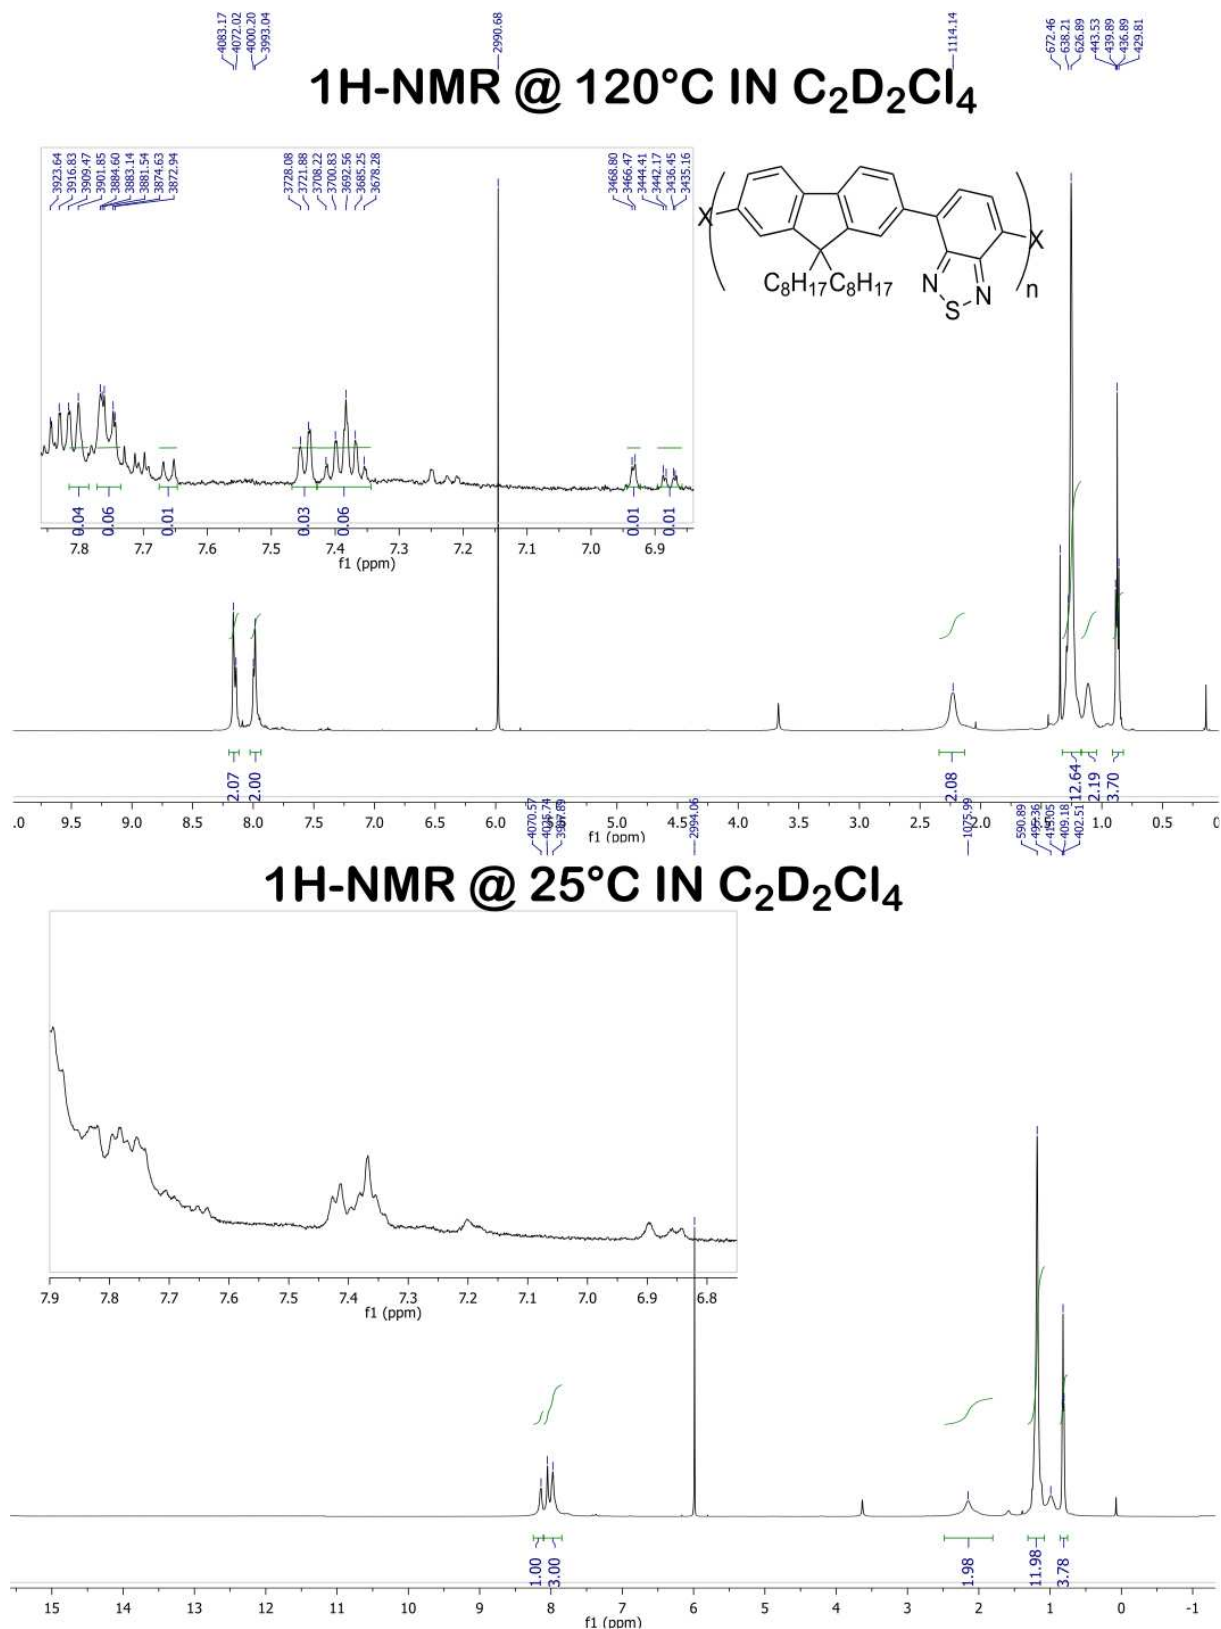 4083.17
4072.02
4000.20
3993.04
2990.68
1114.14
672.46
638.21
626.89
443.53
439.89
436.89
429.81
1H-NMR @ 120°C IN C₂D₂Cl₄
3923.64
3916.83
3909.47
3901.85
3884.60
3883.14
3881.54
3874.63
3872.94
3728.08
3721.88
3708.22
3700.83
3692.56
3685.25
3678.28
3468.80
3466.47
3444.41
3442.17
3436.45
3435.16
X X
C₈H₁₇C₈H₁₇
N N
S
n
0.04 0.06 0.01 0.03 0.06 0.01 0.01
7.8 7.7 7.6 7.5 7.4 7.3 7.2 7.1 7.0 6.9
f1 (ppm)
2.07 2.00 2.08 12.64 2.19 3.70
.0 9.5 9.0 8.5 8.0 7.5 7.0 6.5 6.0 5.0 4.5 4.0 3.5 3.0 2.5 2.0 1.5 1.0 0.5 0
f1 (ppm)
4070.57
2994.06
1075.99
590.89
495.36
415.05
409.18
402.51
1H-NMR @ 25°C IN C₂D₂Cl₄
7.9 7.8 7.7 7.6 7.5 7.4 7.3 7.2 7.1 7.0 6.9 6.8
f1 (ppm)
1.00 3.00 1.98 11.98 3.78
15 14 13 12 11 10 9 8 7 6 5 4 3 2 1 0 -1
f1 (ppm)